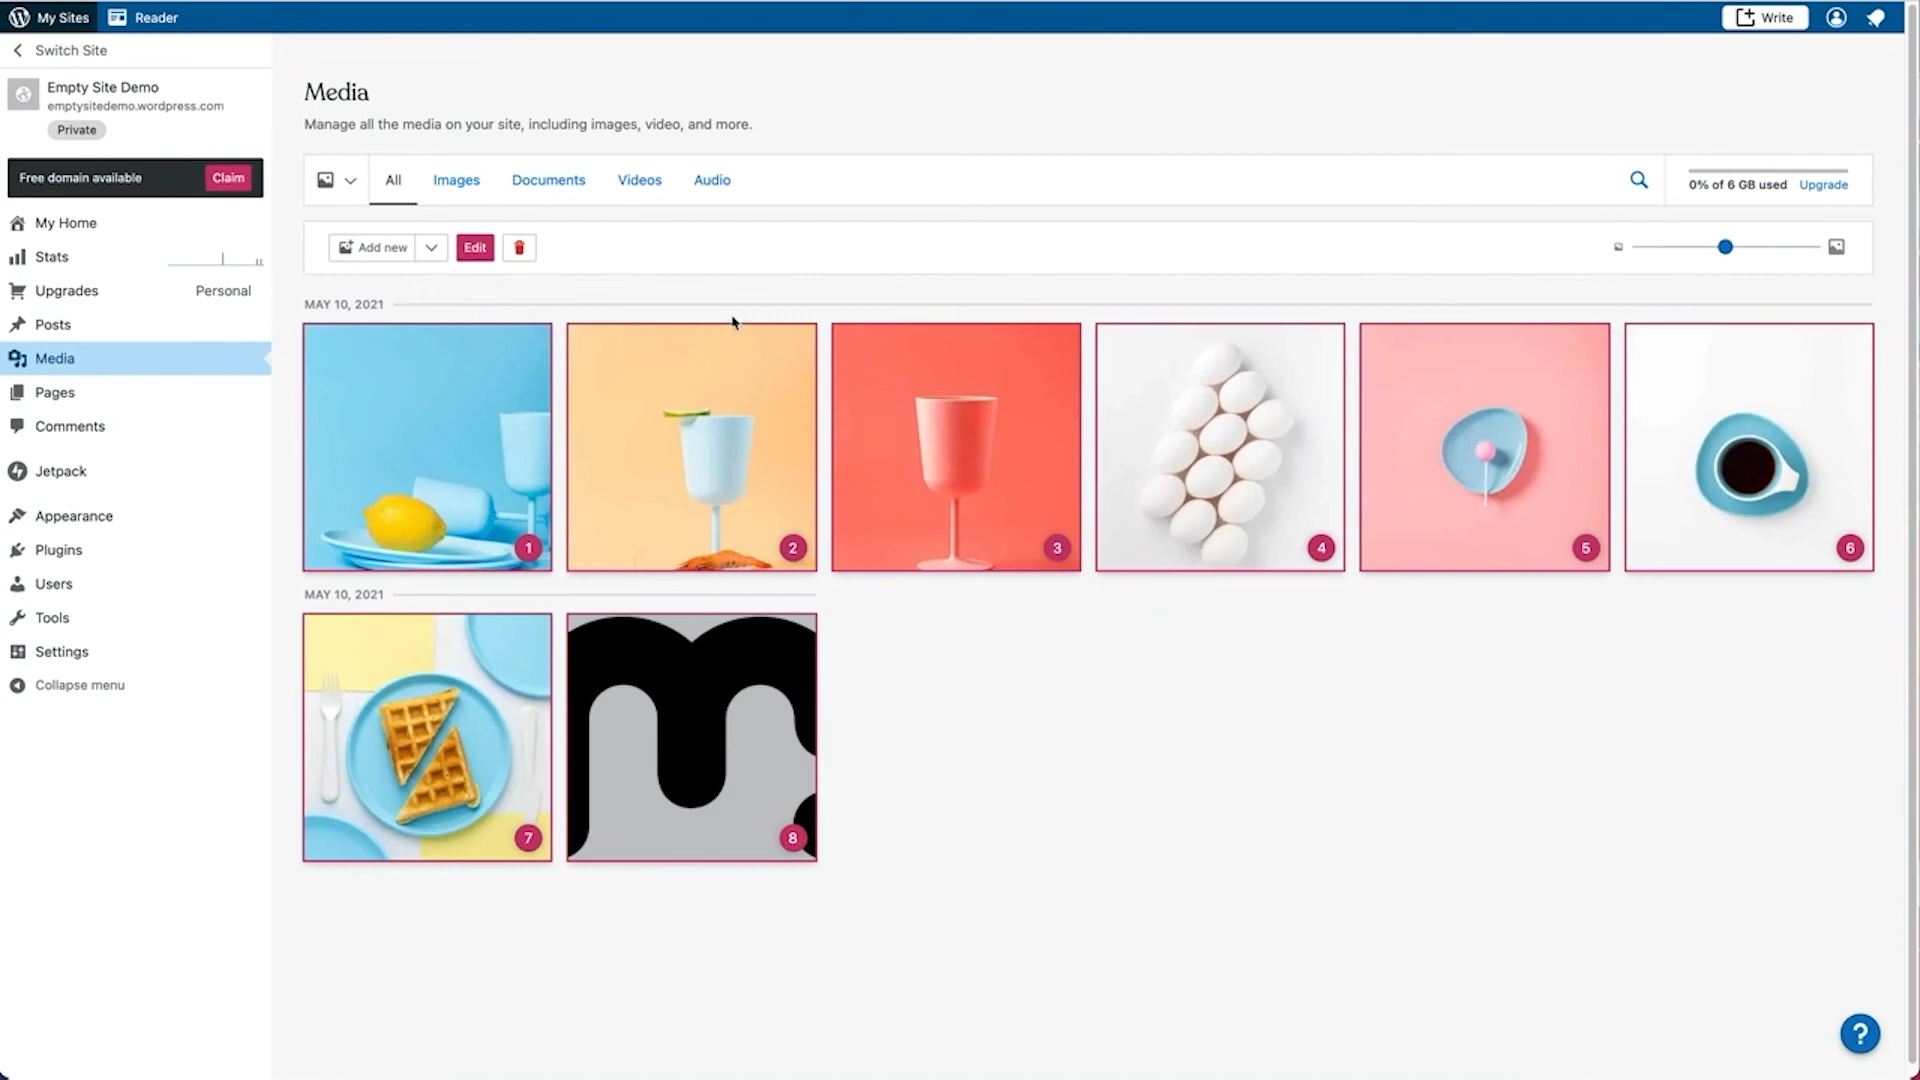 My Sites
Reader
Write
Switch Site
Empty Site Demo
emptysitedemo.wordpress.com
Private
Free domain available
Claim
My Home
Stats
Upgrades
Personal
Posts
Media
Pages
Comments
Jetpack
Appearance
Plugins
Users
Tools
Settings
Collapse menu
Media
Manage all the media on your site, including images, video, and more.
All
Images
Documents
Videos
Audio
0% of 6 GB used
Upgrade
Add new
Edit
MAY 10, 2021
1
2
3
4
5
6
MAY 10, 2021
7
8
?